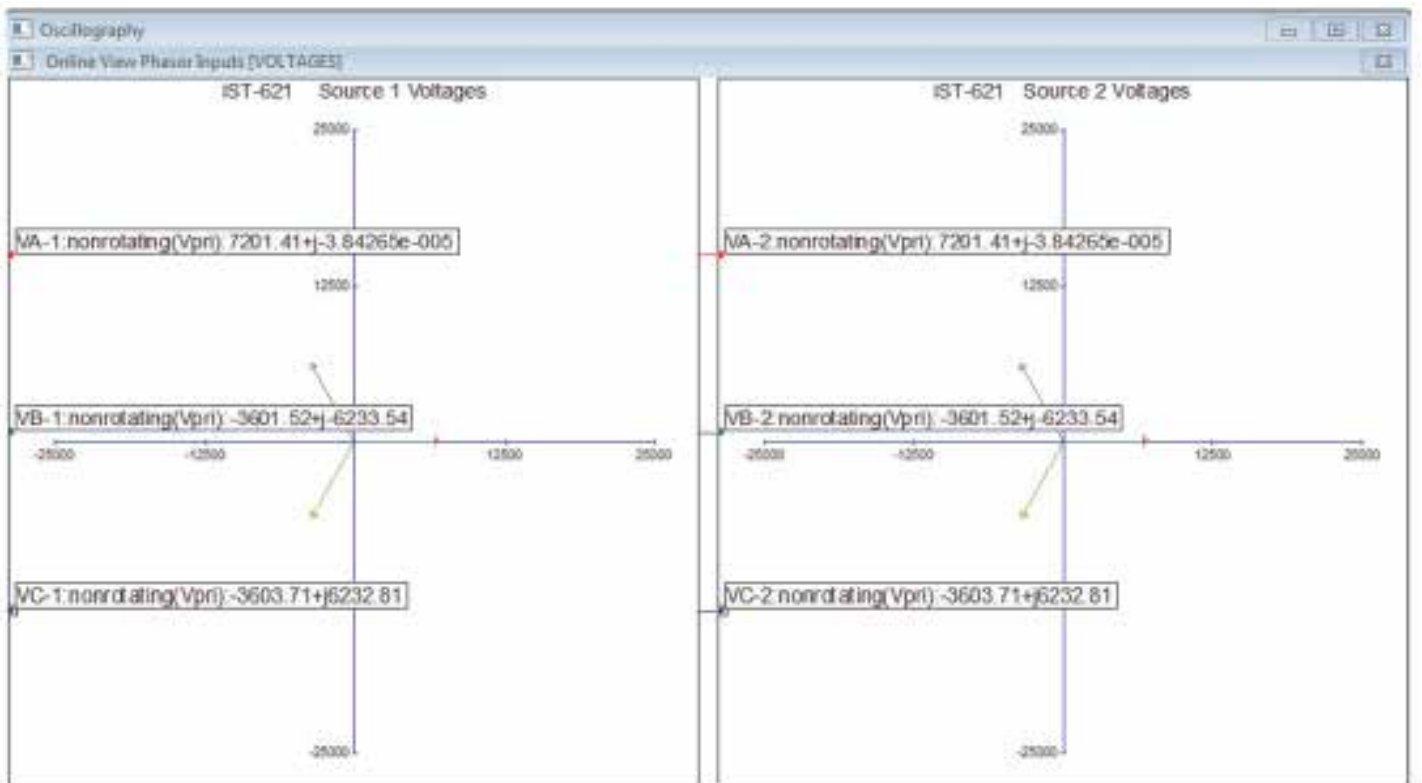 Oscillography
Online View Phasor Inputs [VOLTAGES]
IST-621 Source 1 Voltages
25000
VA-1:nonrotating(Vpri):7201.41+j-3.84265e-005
12500
VB-1:nonrotating(Vpri):-3601.52+j-6233.54
-25000 -12500 12500 25000
VC-1:nonrotating(Vpri):-3603.71+j6232.81
-25000
IST-621 Source 2 Voltages
25000
VA-2:nonrotating(Vpri):7201.41+j-3.84265e-005
12500
VB-2:nonrotating(Vpri):-3601.52+j-6233.54
-25000 -12500 12500 25000
VC-2:nonrotating(Vpri):-3603.71+j6232.81
-25000